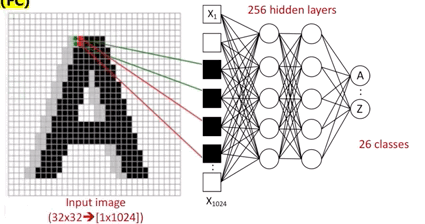 (FC)
X1
256 hidden layers
A
⋮
Z
26 classes
⋮
X1024
Input image
(32x32➔[1x1024])